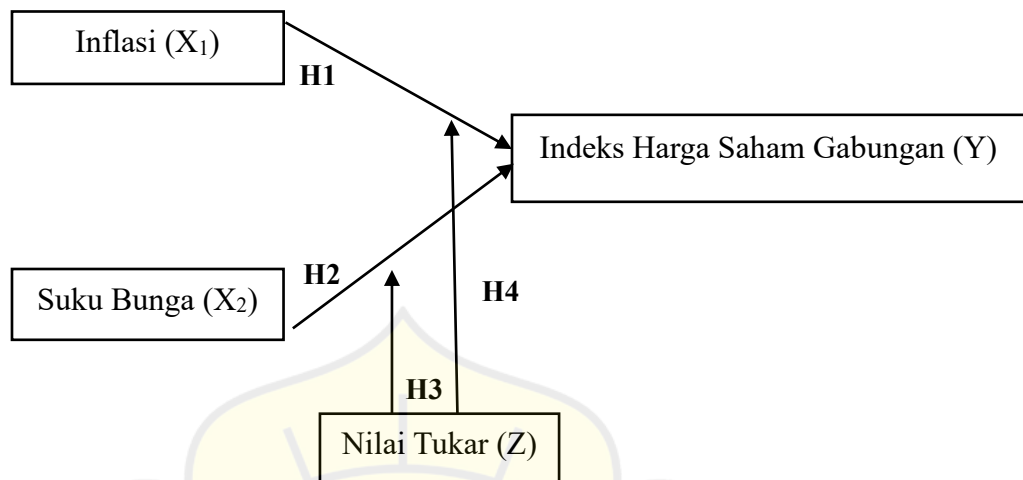 Inflasi (X₁)
H1
Indeks Harga Saham Gabungan (Y)
H2
Suku Bunga (X₂)
H4
H3
Nilai Tukar (Z)